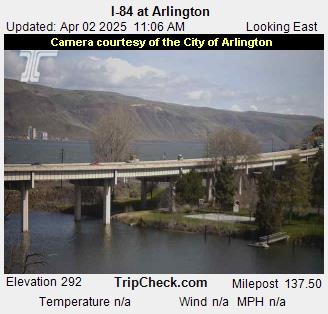 I-84 at Arlington
Updated: Apr 02 2025 11:06 AM Looking East
Camera courtesy of the City of Arlington
Elevation 292 TripCheck.com Milepost 137.50
Temperature n/a Wind n/a MPH n/a